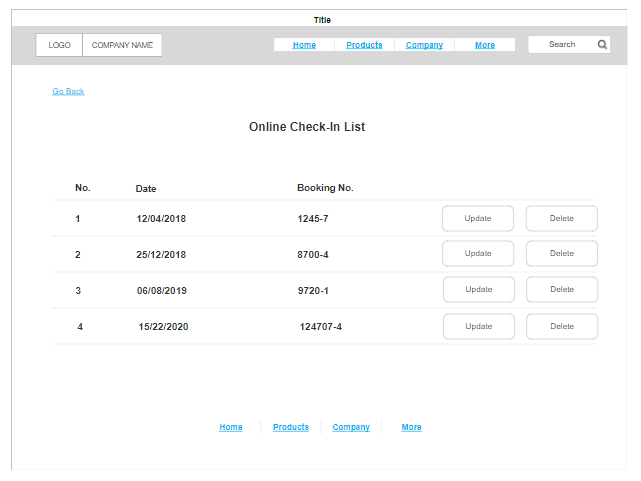 Title
LOGO COMPANY NAME Home Products Company More Search
Go Back
Online Check-In List
No. Date Booking No.
1 12/04/2018 1245-7 Update Delete
2 25/12/2018 8700-4 Update Delete
3 06/08/2019 9720-1 Update Delete
4 15/22/2020 124707-4 Update Delete
Home Products Company More